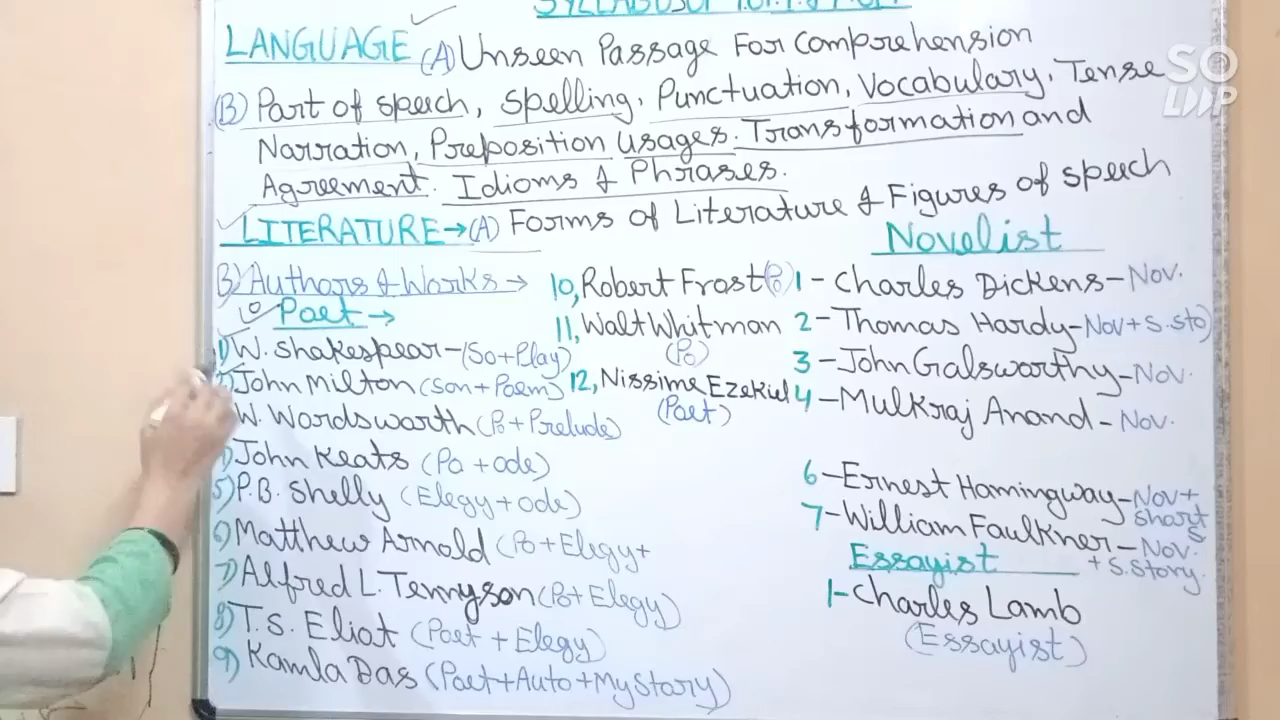 SYLLABUS OF T.G.T. & P.G.T.
LANGUAGE (A) Unseen Passage For Comprehension
(B) Part of speech, Spelling, Punctuation, Vocabulary, Tense
Narration, Preposition Usages. Transformation and
Agreement. Idioms & Phrases.
LITERATURE→(A) Forms of Literature & Figures of speech
B) Authors & Works →
Poet →
1) W. Shakespear-(So+Play)
John Milton (Son+Poem)
W. Wordsworth (Po+Prelude)
John Keats (Po +ode)
5) P.B. Shelly (Elegy+ode)
6) Matthew Arnold (Po+Elegy+
7) Alfred L. Tennyson (Po+Elegy)
8) T.S. Eliot (Poet + Elegy)
9) Kamla Das (Poet+Auto+My Story)
10, Robert Frost (Po)
11, Walt Whitman
(Po)
12, Nissime Ezekiel
(Poet)
Novelist
1- Charles Dickens-Nov.
2-Thomas Hardy-Nov+S.sto)
3-John Galsworthy-Nov.
4-Mulkraj Anand-Nov.
6-Ernest Hamingway-Nov+
short
S
7-William Faulkner-Nov.
+S.Story.
Essayist
1-Charles Lamb
(Essayist)
SO
LOOP